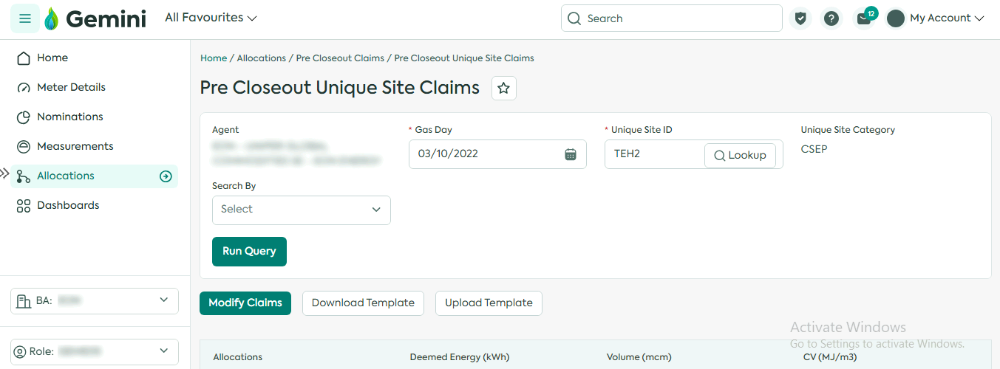 Gemini
All Favourites
Search
12
My Account
Home
Meter Details
Nominations
Measurements
Allocations
Dashboards
BA:
Role:
Home / Allocations / Pre Closeout Claims / Pre Closeout Unique Site Claims
Pre Closeout Unique Site Claims
Agent
* Gas Day
03/10/2022
* Unique Site ID
TEH2
Lookup
Unique Site Category
CSEP
Search By
Select
Run Query
Modify Claims
Download Template
Upload Template
Activate Windows
Go to Settings to activate Windows.
Allocations
Deemed Energy (kWh)
Volume (mcm)
CV (MJ/m3)